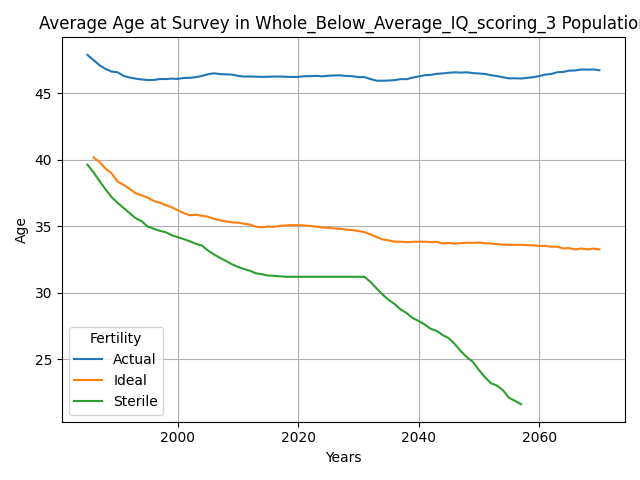 Average Age at Survey in Whole_Below_Average_IQ_scoring_3 Population
45
40
35
30
25
Age
2000
2020
2040
2060
Years
Fertility
Actual
Ideal
Sterile